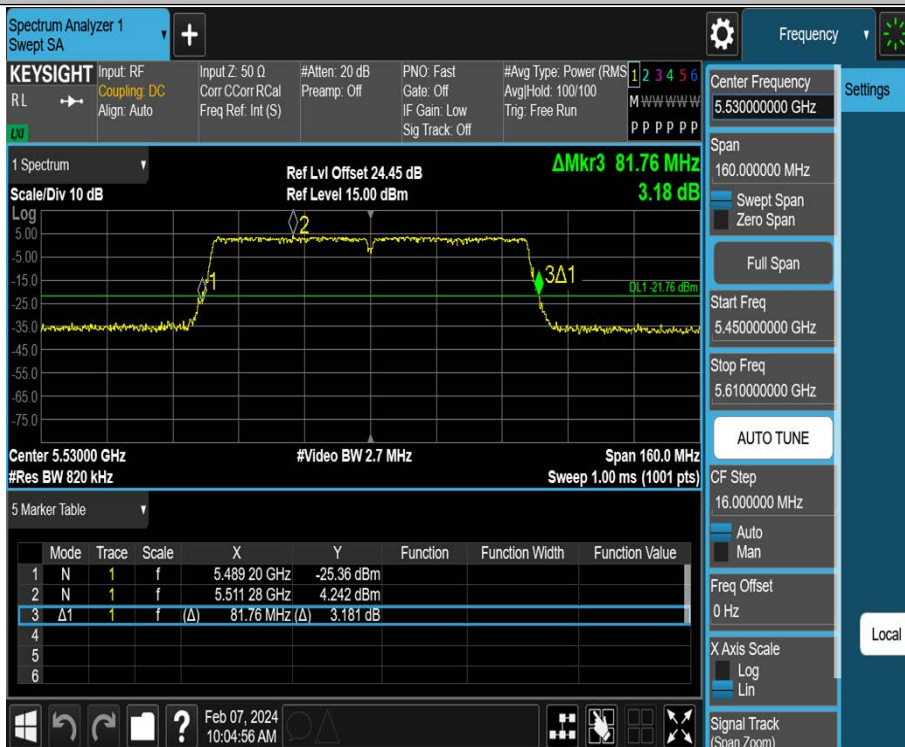 Spectrum Analyzer 1
Swept SA
+
Frequency
KEYSIGHT
RL
LXI
Input: RF
Coupling: DC
Align: Auto
Input Z: 50 Ω
Corr CCorr RCal
Freq Ref: Int (S)
#Atten: 20 dB
Preamp: Off
PNO: Fast
Gate: Off
IF Gain: Low
Sig Track: Off
#Avg Type: Power (RMS
Avg|Hold: 100/100
Trig: Free Run
1 2 3 4 5 6
M W W W W W
P P P P P P
1 Spectrum
Scale/Div 10 dB
Ref Lvl Offset 24.45 dB
Ref Level 15.00 dBm
ΔMkr3 81.76 MHz
3.18 dB
Log
5.00
-5.00
-15.0
-25.0
-35.0
-45.0
-55.0
-65.0
-75.0
2
1
3Δ1
DL1 -21.76 dBm
Center 5.53000 GHz
#Res BW 820 kHz
#Video BW 2.7 MHz
Span 160.0 MHz
Sweep 1.00 ms (1001 pts)
5 Marker Table
Mode Trace Scale X Y Function Function Width Function Value
1 N 1 f 5.489 20 GHz -25.36 dBm
2 N 1 f 5.511 28 GHz 4.242 dBm
3 Δ1 1 f (Δ) 81.76 MHz (Δ) 3.181 dB
4
5
6
?
Feb 07, 2024
10:04:56 AM
Center Frequency
5.530000000 GHz
Span
160.000000 MHz
Swept Span
Zero Span
Full Span
Start Freq
5.450000000 GHz
Stop Freq
5.610000000 GHz
AUTO TUNE
CF Step
16.000000 MHz
Auto
Man
Freq Offset
0 Hz
X Axis Scale
Log
Lin
Signal Track
(Span Zoom)
Settings
Local